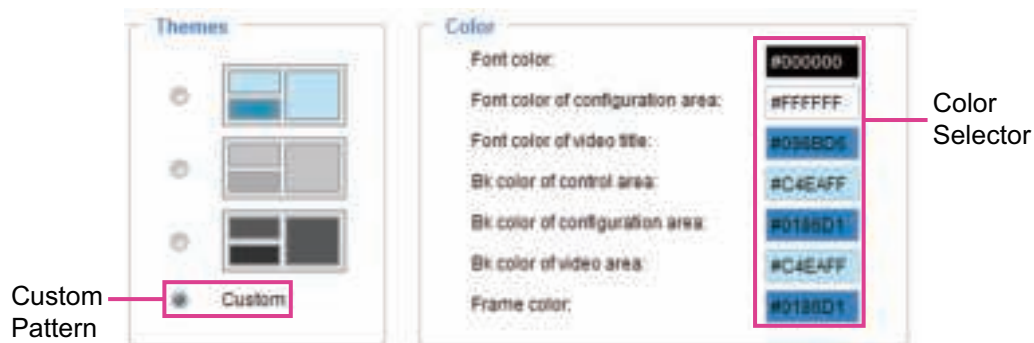 Themes
Custom
Color
Font color: #000000
Font color of configuration area: #FFFFFF
Font color of video title:
Bk color of control area: #C4EAFF
Bk color of configuration area: #0186D1
Bk color of video area: #C4EAFF
Frame color: #0186D1
Color
Selector
Custom
Pattern